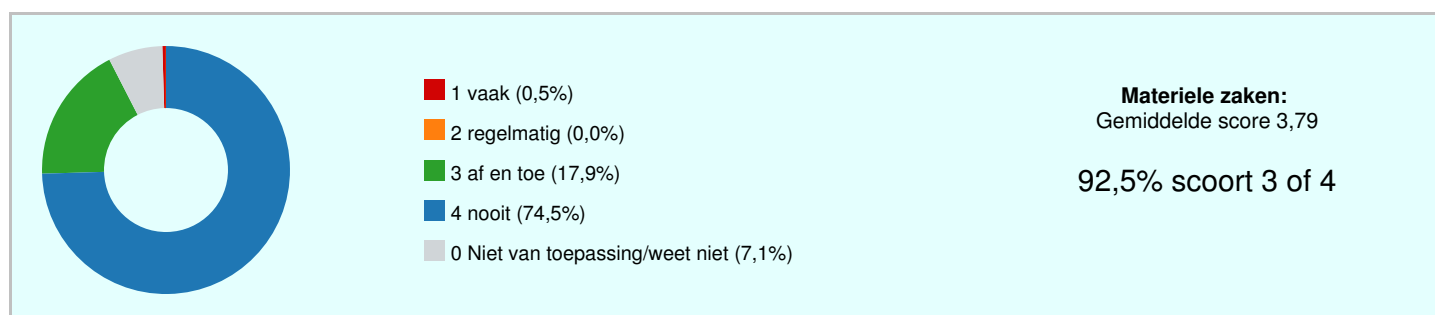 1 vaak (0,5%)
2 regelmatig (0,0%)
3 af en toe (17,9%)
4 nooit (74,5%)
0 Niet van toepassing/weet niet (7,1%)
Materiele zaken:
Gemiddelde score 3,79
92,5% scoort 3 of 4